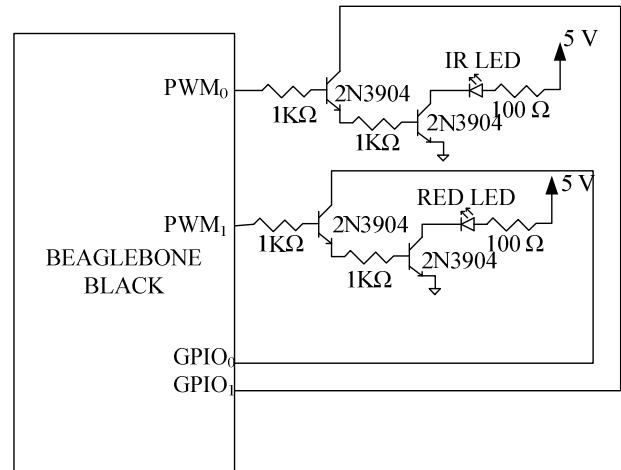 5 V
IR LED
PWM0
2N3904
1KΩ
1KΩ
2N3904
100 Ω
5 V
RED LED
PWM1
2N3904
1KΩ
1KΩ
2N3904
100 Ω
BEAGLEBONE
BLACK
GPIO0
GPIO1